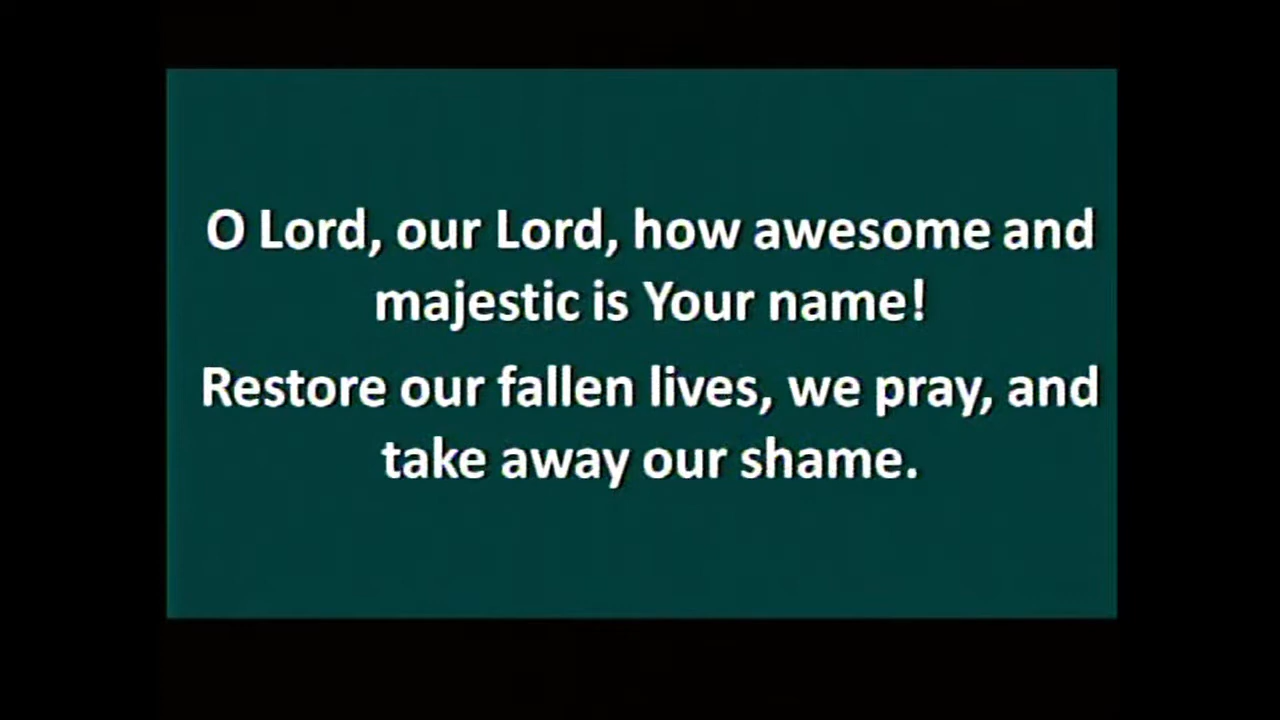 O Lord, our Lord, how awesome and
majestic is Your name!
Restore our fallen lives, we pray, and
take away our shame.